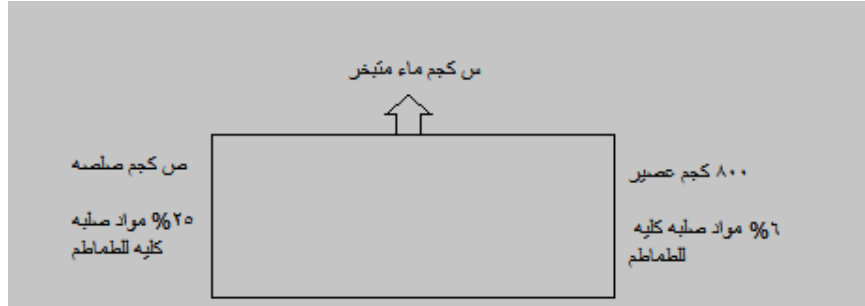 س كجم ماء متبخر
٨٠٠ كجم عصير
٦% مواد صلبه كليه
للطماطم
ص كجم صلصه
٢٥% مواد صلبه
كليه للطماطم